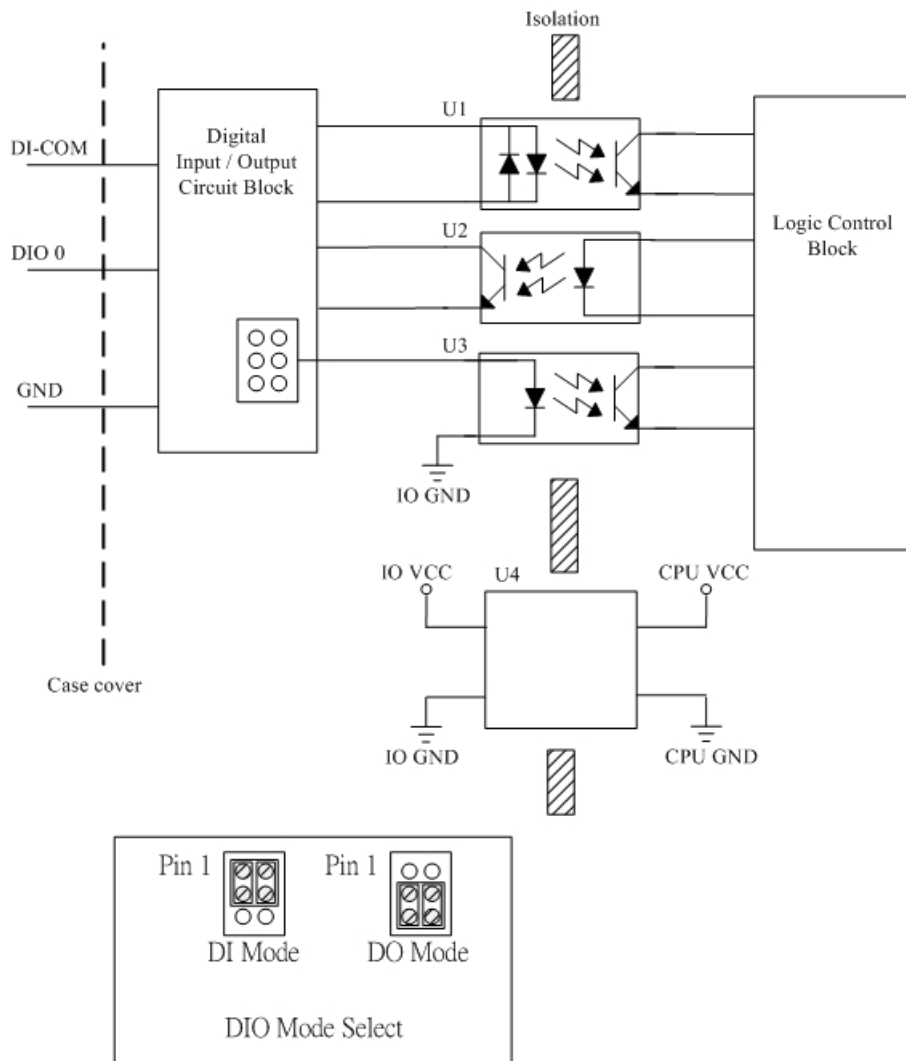 Isolation
DI-COM
DIO 0
GND
Digital
Input / Output
Circuit Block
U1
U2
U3
IO GND
Logic Control
Block
IO VCC
U4
CPU VCC
IO GND
CPU GND
Case cover
Pin 1
Pin 1
DI Mode
DO Mode
DIO Mode Select